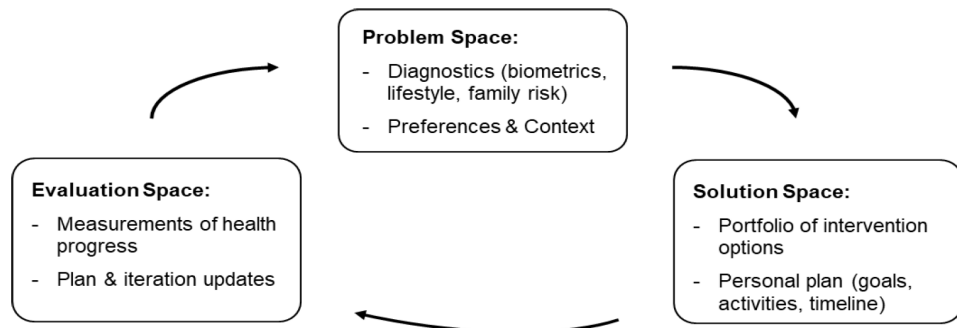 Problem Space:
- Diagnostics (biometrics,
lifestyle, family risk)
- Preferences & Context
Evaluation Space:
- Measurements of health
progress
- Plan & iteration updates
Solution Space:
- Portfolio of intervention
options
- Personal plan (goals,
activities, timeline)